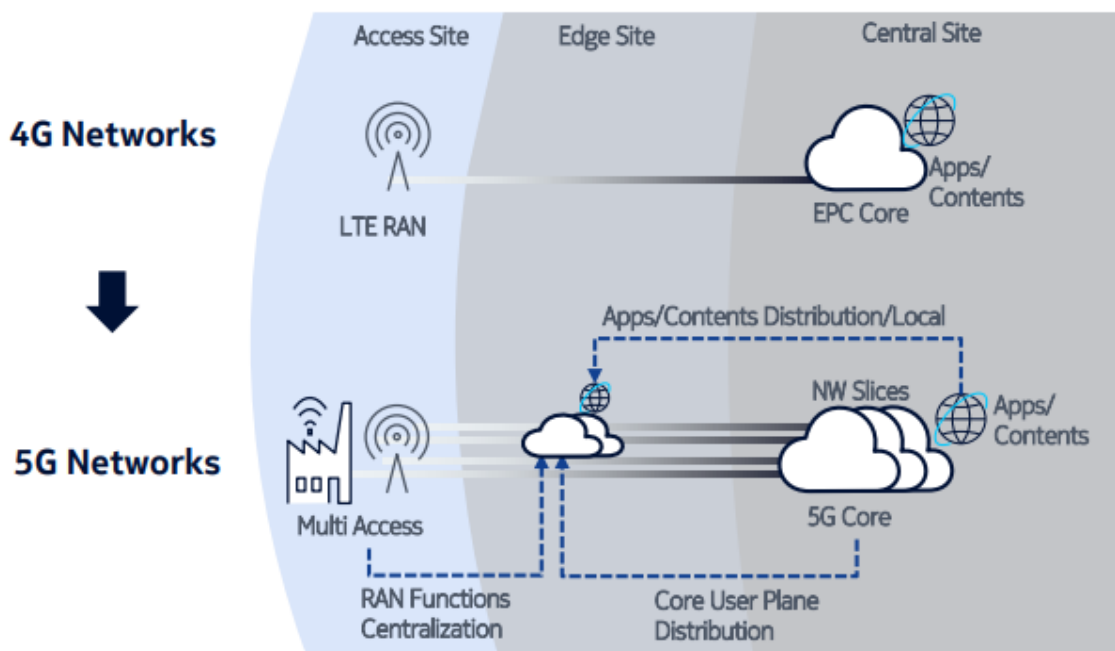 Access Site
Edge Site
Central Site
4G Networks
Apps/
Contents
LTE RAN
EPC Core
Apps/Contents Distribution/Local
NW Slices
Apps/
Contents
5G Networks
Multi Access
5G Core
RAN Functions
Centralization
Core User Plane
Distribution